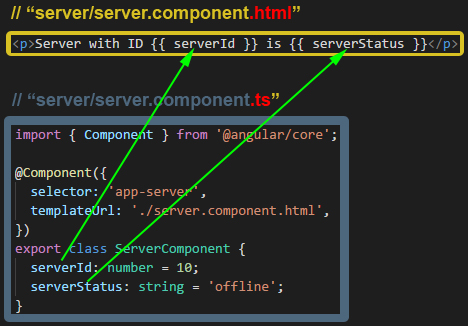 // “server/server.component.html”
<p>Server with ID {{ serverId }} is {{ serverStatus }}</p>
// “server/server.component.ts”
import { Component } from '@angular/core';
@Component({
selector: 'app-server',
templateUrl: './server.component.html',
})
export class ServerComponent {
serverId: number = 10;
serverStatus: string = 'offline';
}